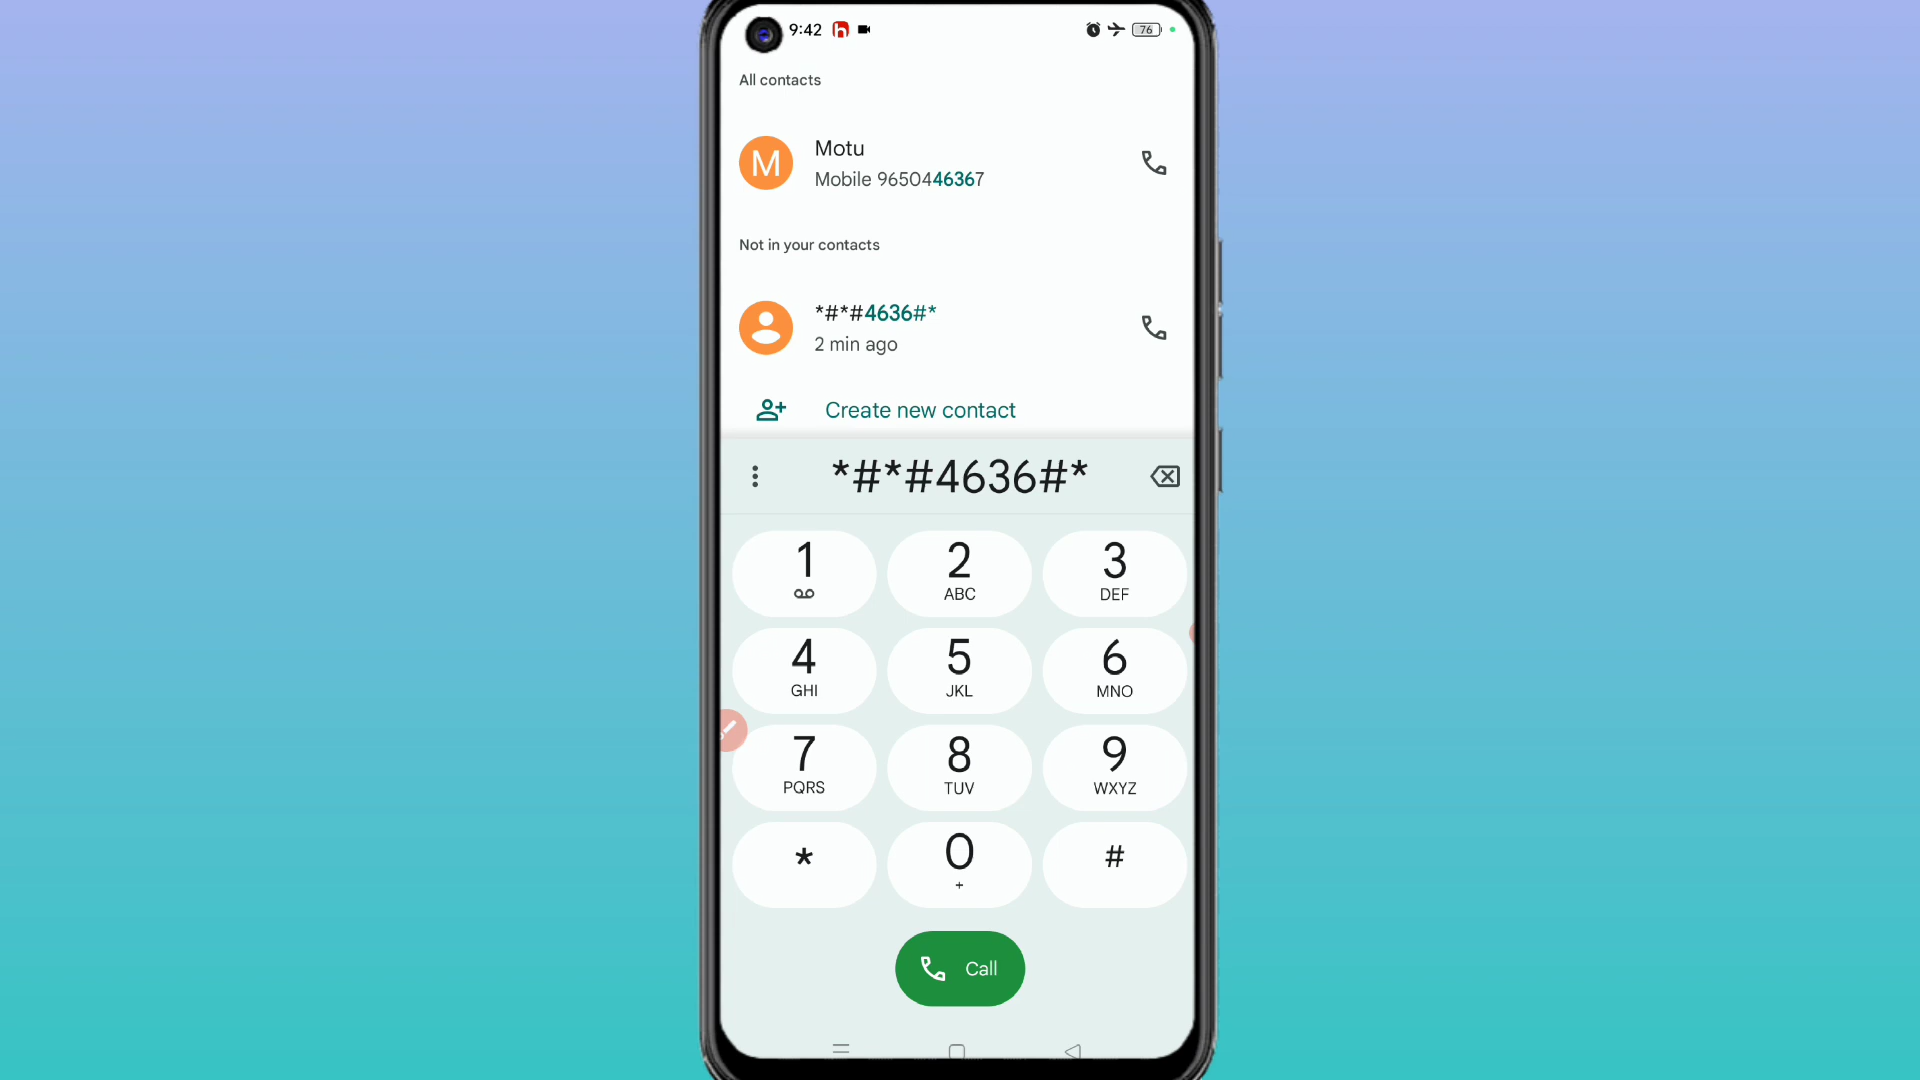 9:42 76
All contacts
M Motu
Mobile 9650446367
Not in your contacts
*#*#4636#*
2 min ago
Create new contact
*#*#4636#*
1 2 ABC 3 DEF
4 GHI 5 JKL 6 MNO
7 PQRS 8 TUV 9 WXYZ
* 0 + #
Call